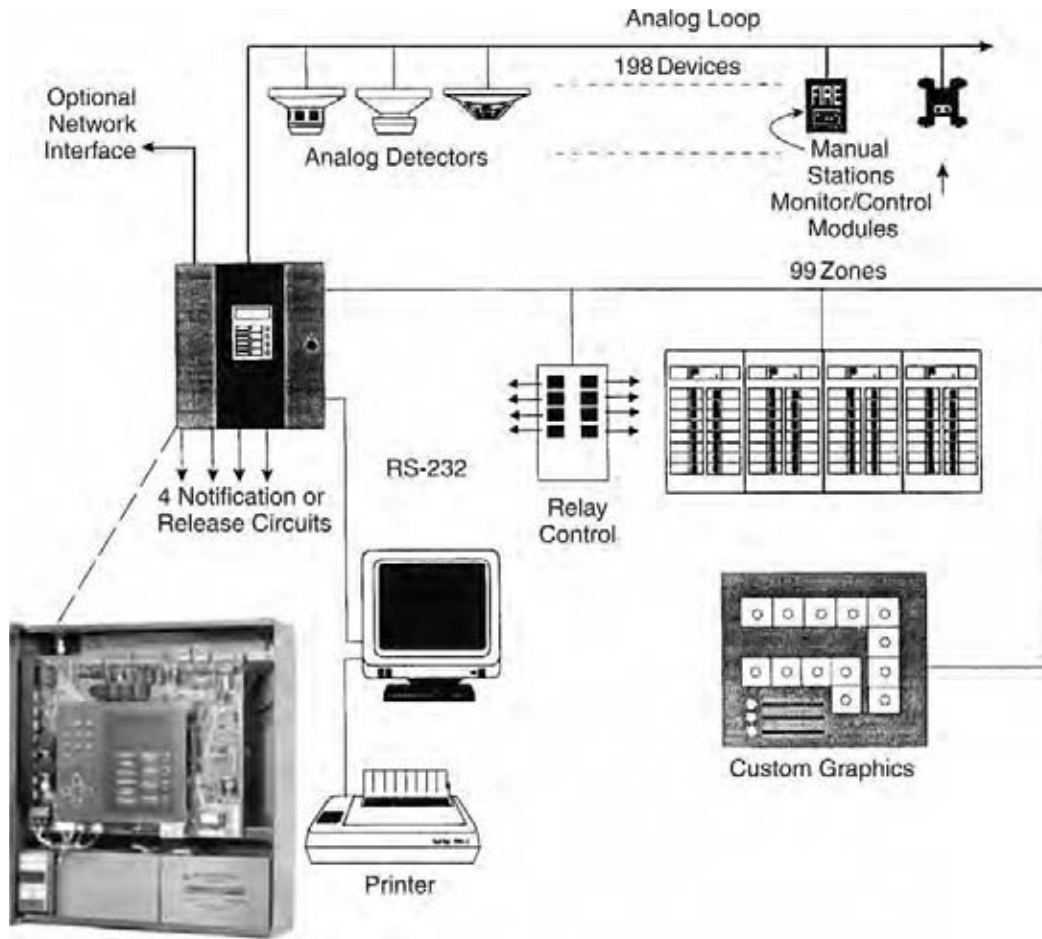 Analog Loop
198 Devices
Optional
Network
Interface
Analog Detectors
FIRE
Manual
Stations
Monitor/Control
Modules
99 Zones
RS-232
4 Notification or
Release Circuits
Relay
Control
Custom Graphics
Printer